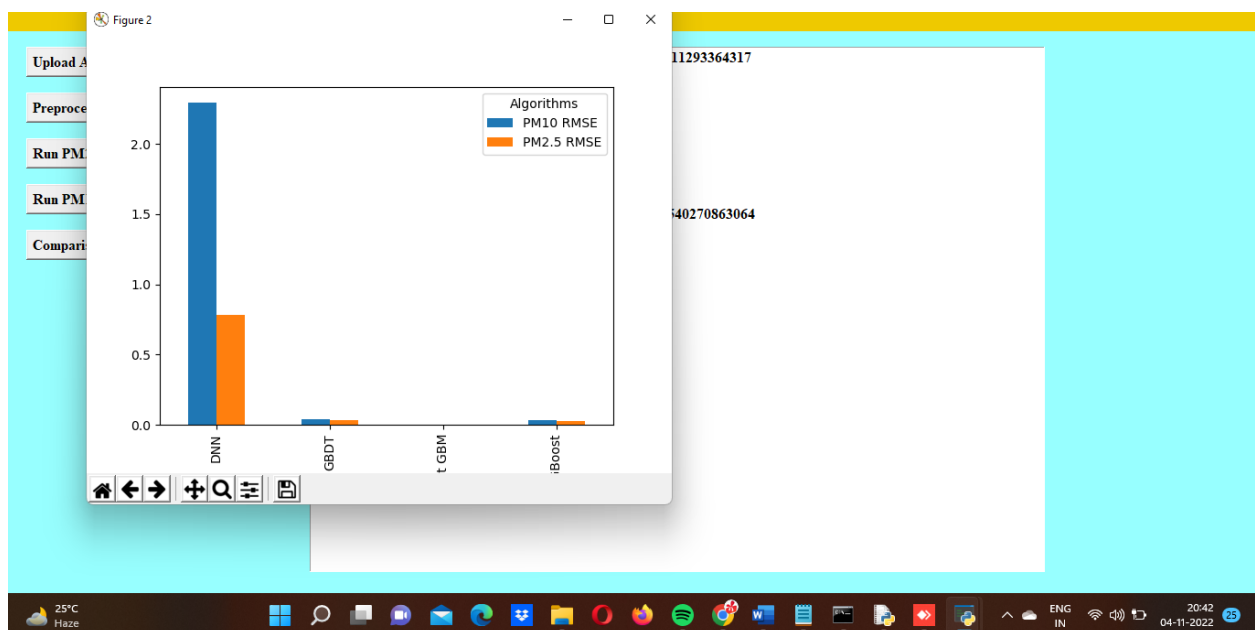 Figure 2
Upload A
Preproce
Run PM
Run PM
Compari
11293364317
540270863064
Algorithms
PM10 RMSE
PM2.5 RMSE
2.0
1.5
1.0
0.5
0.0
DNN
GBDT
t GBM
iBoost
25°C
Haze
ENG
IN
20:42
04-11-2022
25